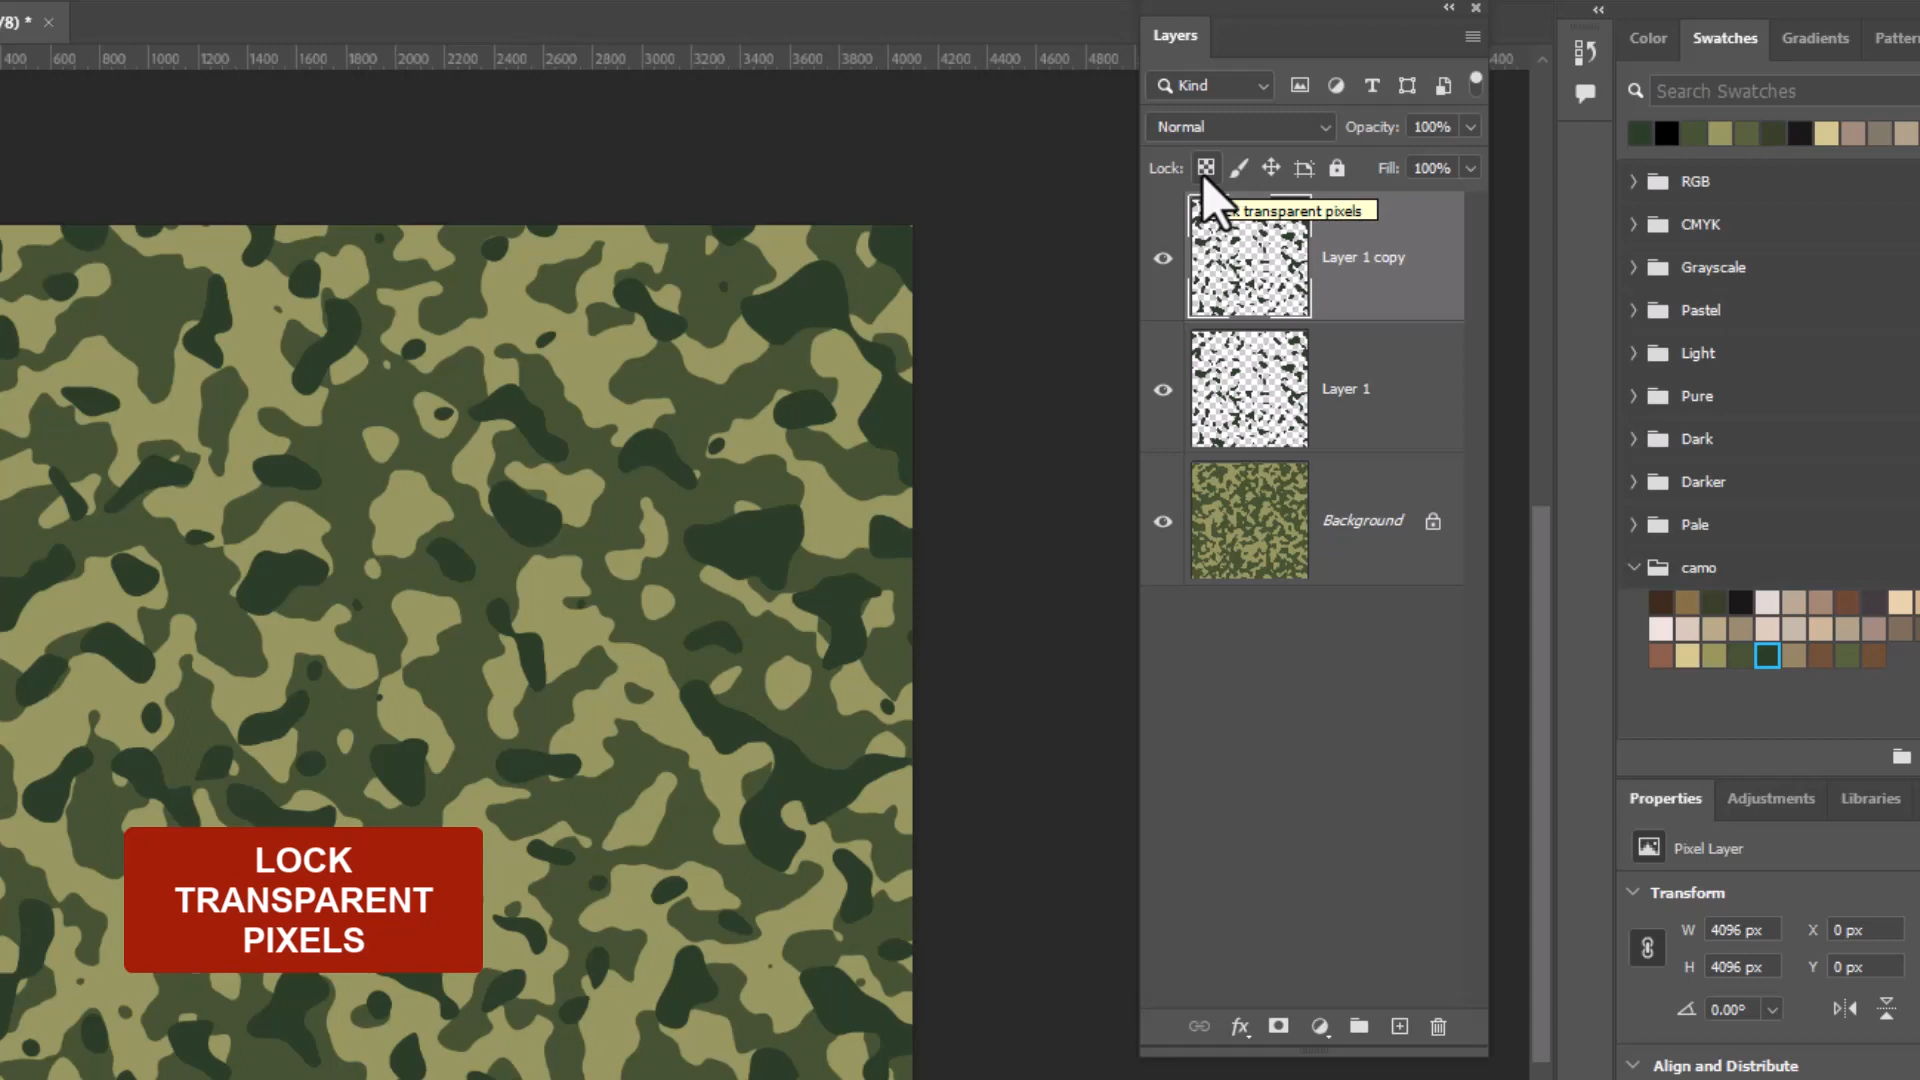 /8) *
400 600 800 1000 1200 1400 1600 1800 2000 2200 2400 2600 2800 3000 3200 3400 3600 3800 4000 4200 4400 4600 4800 400
Layers
Kind
Normal Opacity: 100%
Lock: Fill: 100%
transparent pixels
Layer 1 copy
Layer 1
Background
LOCK
TRANSPARENT
PIXELS
Color Swatches Gradients Pattern
Search Swatches
RGB
CMYK
Grayscale
Pastel
Light
Pure
Dark
Darker
Pale
camo
Properties Adjustments Libraries
Pixel Layer
Transform
W 4096 px X 0 px
H 4096 px Y 0 px
0.00°
Align and Distribute